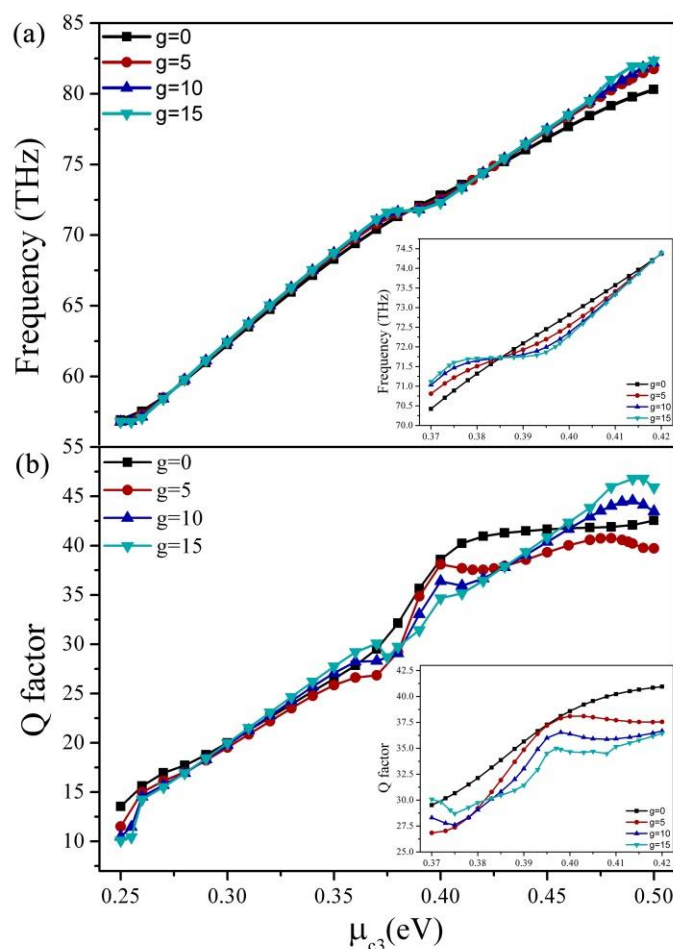 (a)
g=0
g=5
g=10
g=15
85
80
75
70
65
60
55
Frequency (THz)
74.5
74.0
73.5
73.0
72.5
72.0
71.5
71.0
70.5
70.0
Frequency (THz)
g=0
g=5
g=10
g=15
0.37 0.38 0.39 0.40 0.41 0.42
(b)
g=0
g=5
g=10
g=15
45
40
35
30
25
20
15
10
Q factor
42.5
40.0
37.5
35.0
32.5
30.0
27.5
25.0
Q factor
g=0
g=5
g=10
g=15
0.37 0.38 0.39 0.40 0.41 0.42
0.25 0.30 0.35 0.40 0.45 0.50
μc3(eV)